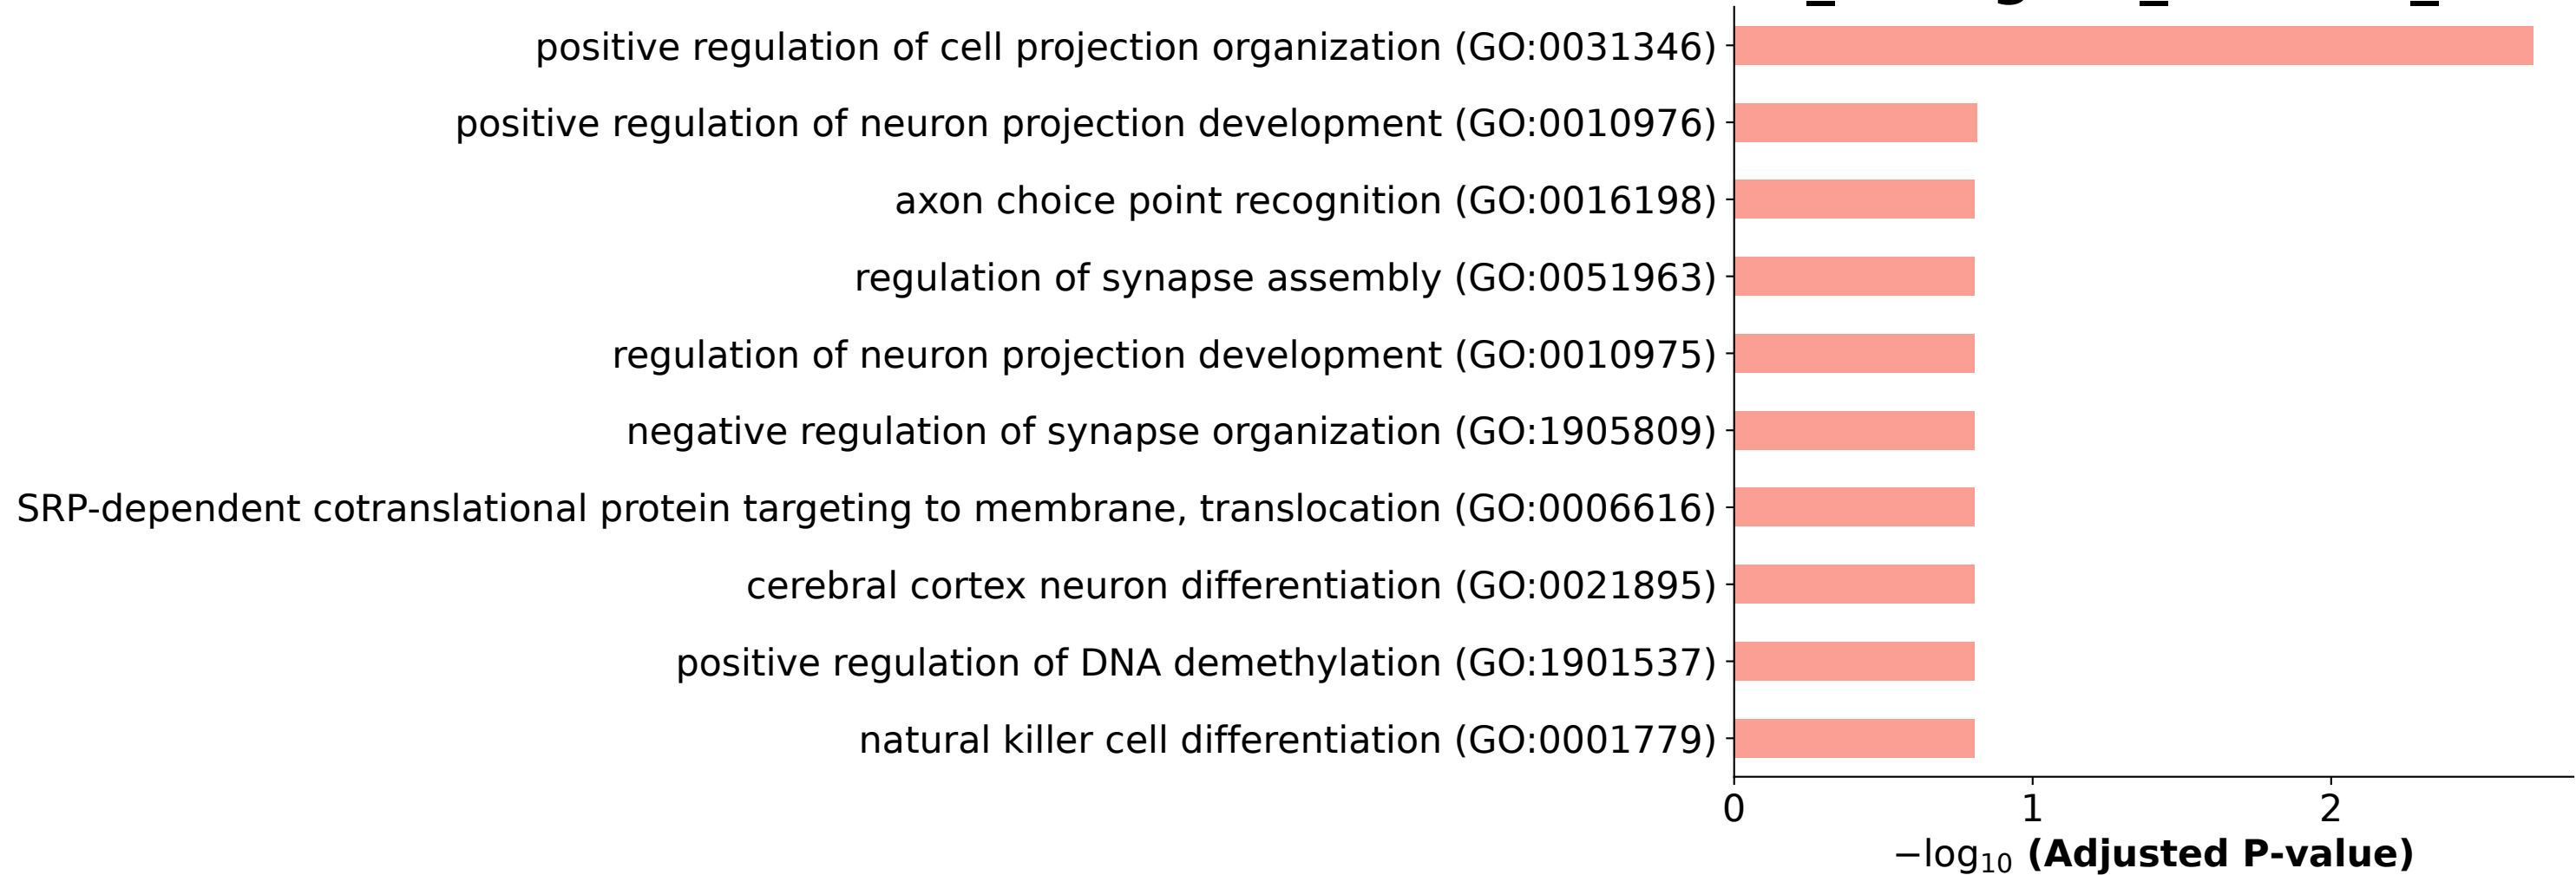 positive regulation of cell projection organization (GO:0031346)
positive regulation of neuron projection development (GO:0010976)
axon choice point recognition (GO:0016198)
regulation of synapse assembly (GO:0051963)
regulation of neuron projection development (GO:0010975)
negative regulation of synapse organization (GO:1905809)
SRP-dependent cotranslational protein targeting to membrane, translocation (GO:0006616)
cerebral cortex neuron differentiation (GO:0021895)
positive regulation of DNA demethylation (GO:1901537)
natural killer cell differentiation (GO:0001779)
0 1 2
−log₁₀ (Adjusted P-value)